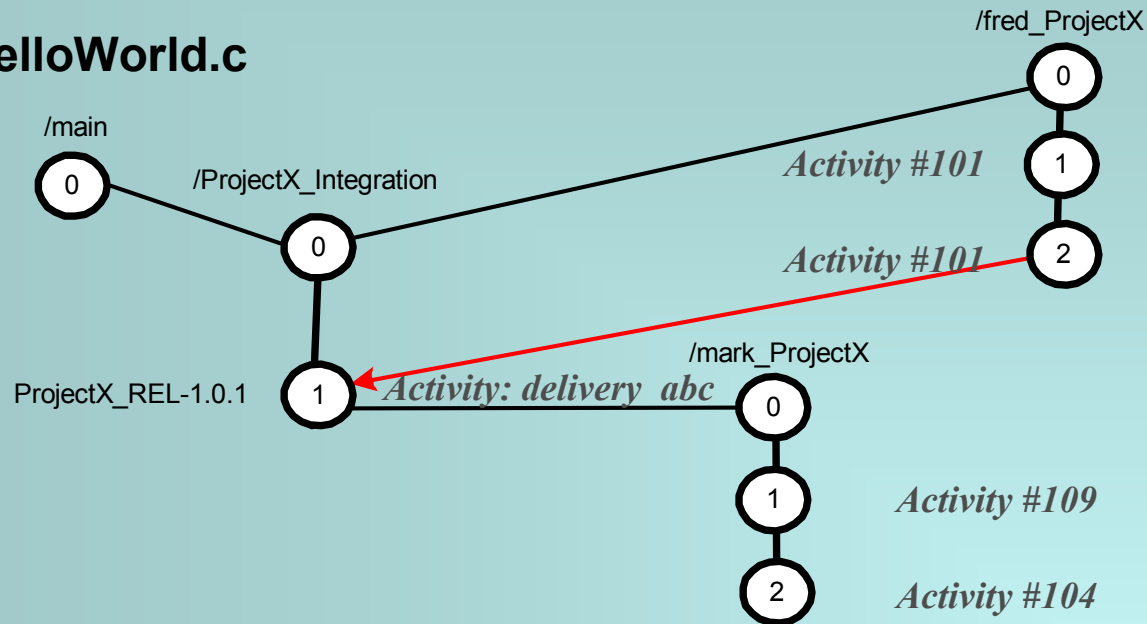 /fred_ProjectX
elloWorld.c
0
/main
Activity #101
1
0
/ProjectX_Integration
0
Activity #101
2
/mark_ProjectX
ProjectX_REL-1.0.1
1
Activity: delivery_abc
0
1
Activity #109
2
Activity #104